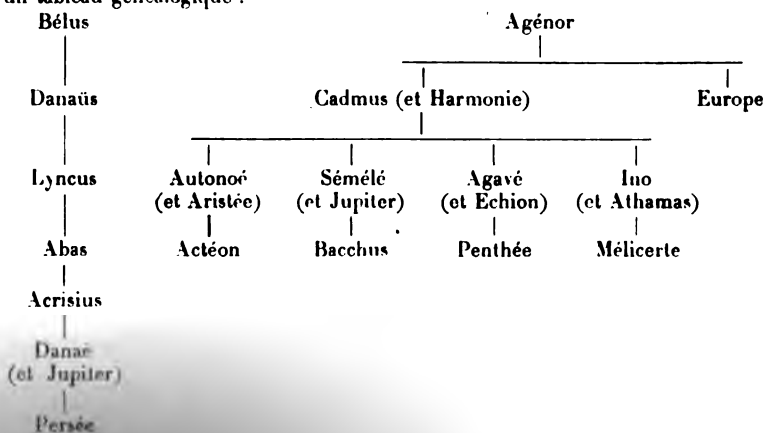 un tableau généalogique :
Bélus Agénor
Danaüs Cadmus (et Harmonie) Europe
Lyncus Autonoé Sémélé Agavé Ino
(et Aristée) (et Jupiter) (et Echion) (et Athamas)
Abas Actéon Bacchus Penthée Mélicerte
Acrisius
Danaé
(et Jupiter)
Persée